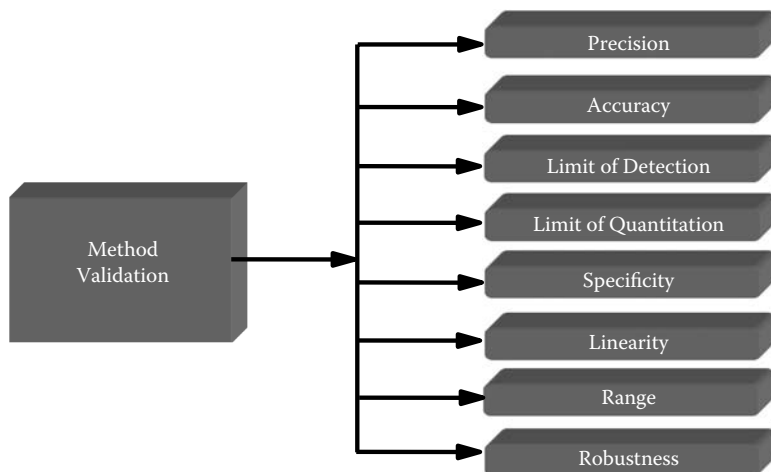 Method
Validation
Precision
Accuracy
Limit of Detection
Limit of Quantitation
Specificity
Linearity
Range
Robustness